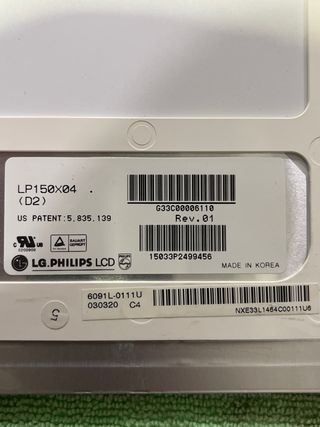 LP150X04 .
(D2)
G33C00006110
Rev.01
US PATENT:5,835,139
15033P2499456
LG.PHILIPS LCD
MADE IN KOREA
6091L-0111U
030320 C4
NXE33L1464C00111U6
5